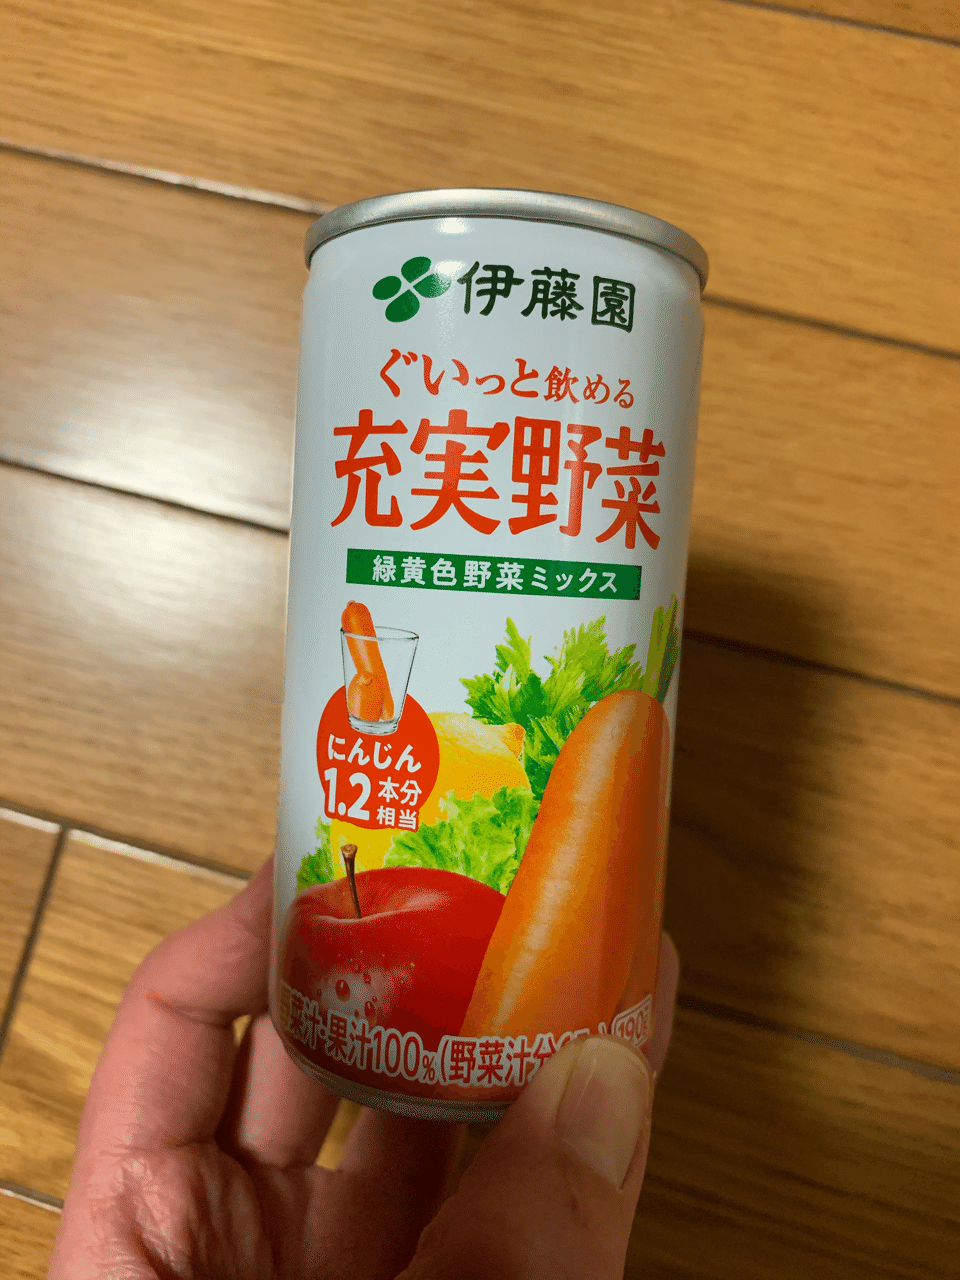 伊藤園
ぐいっと飲める
充実野菜
緑黄色野菜ミックス
にんじん
1.2本分
相当
菜汁・果汁100%(野菜汁分
190g